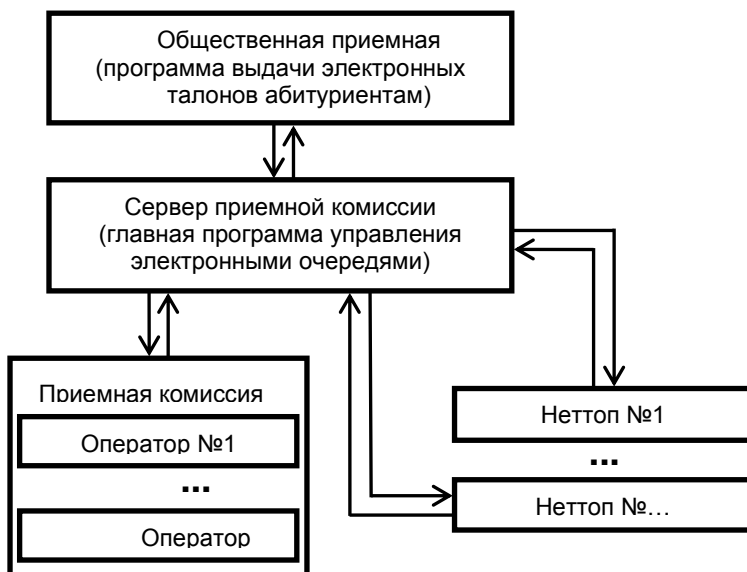 Общественная приемная
(программа выдачи электронных
талонов абитуриентам)
Сервер приемной комиссии
(главная программа управления
электронными очередями)
Приемная комиссия
Оператор №1
...
Оператор
Неттоп №1
...
Неттоп №...